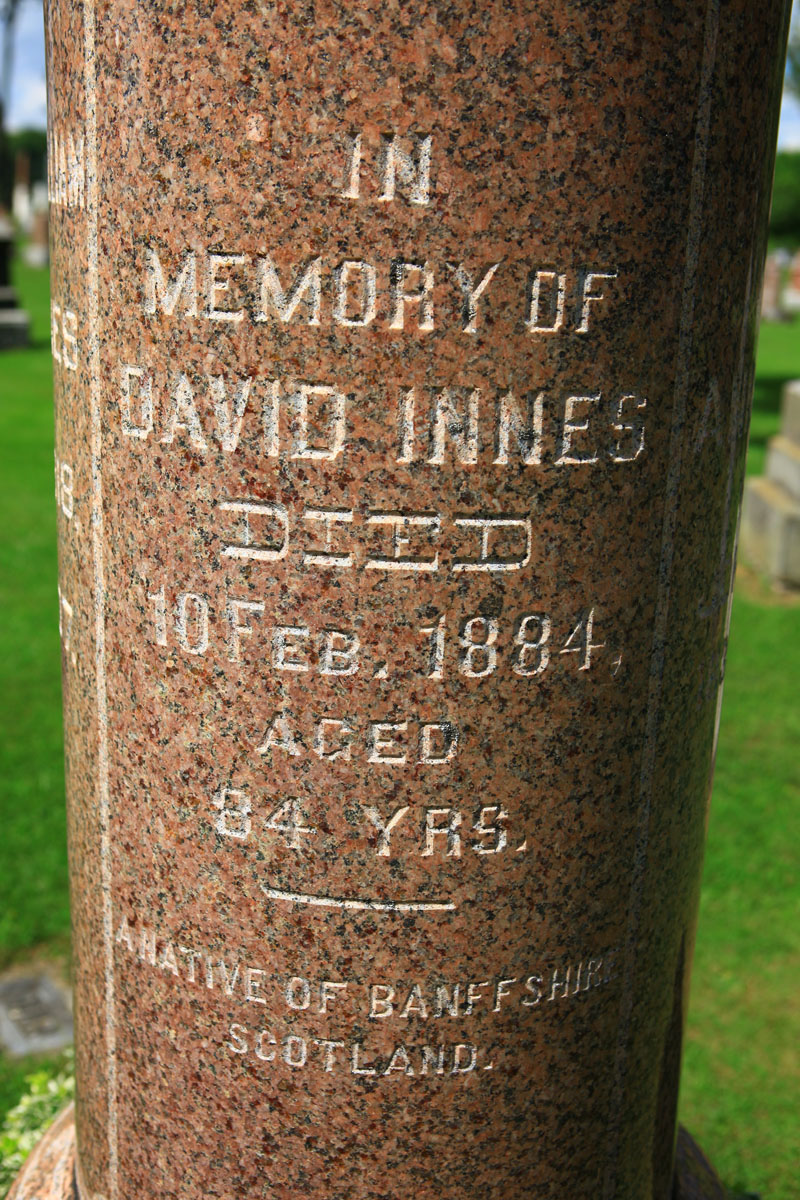 IN
MEMORY OF
DAVID INNES
DIED
10 FEB. 1884,
AGED
84 YRS.
A NATIVE OF BANFFSHIRE
SCOTLAND.